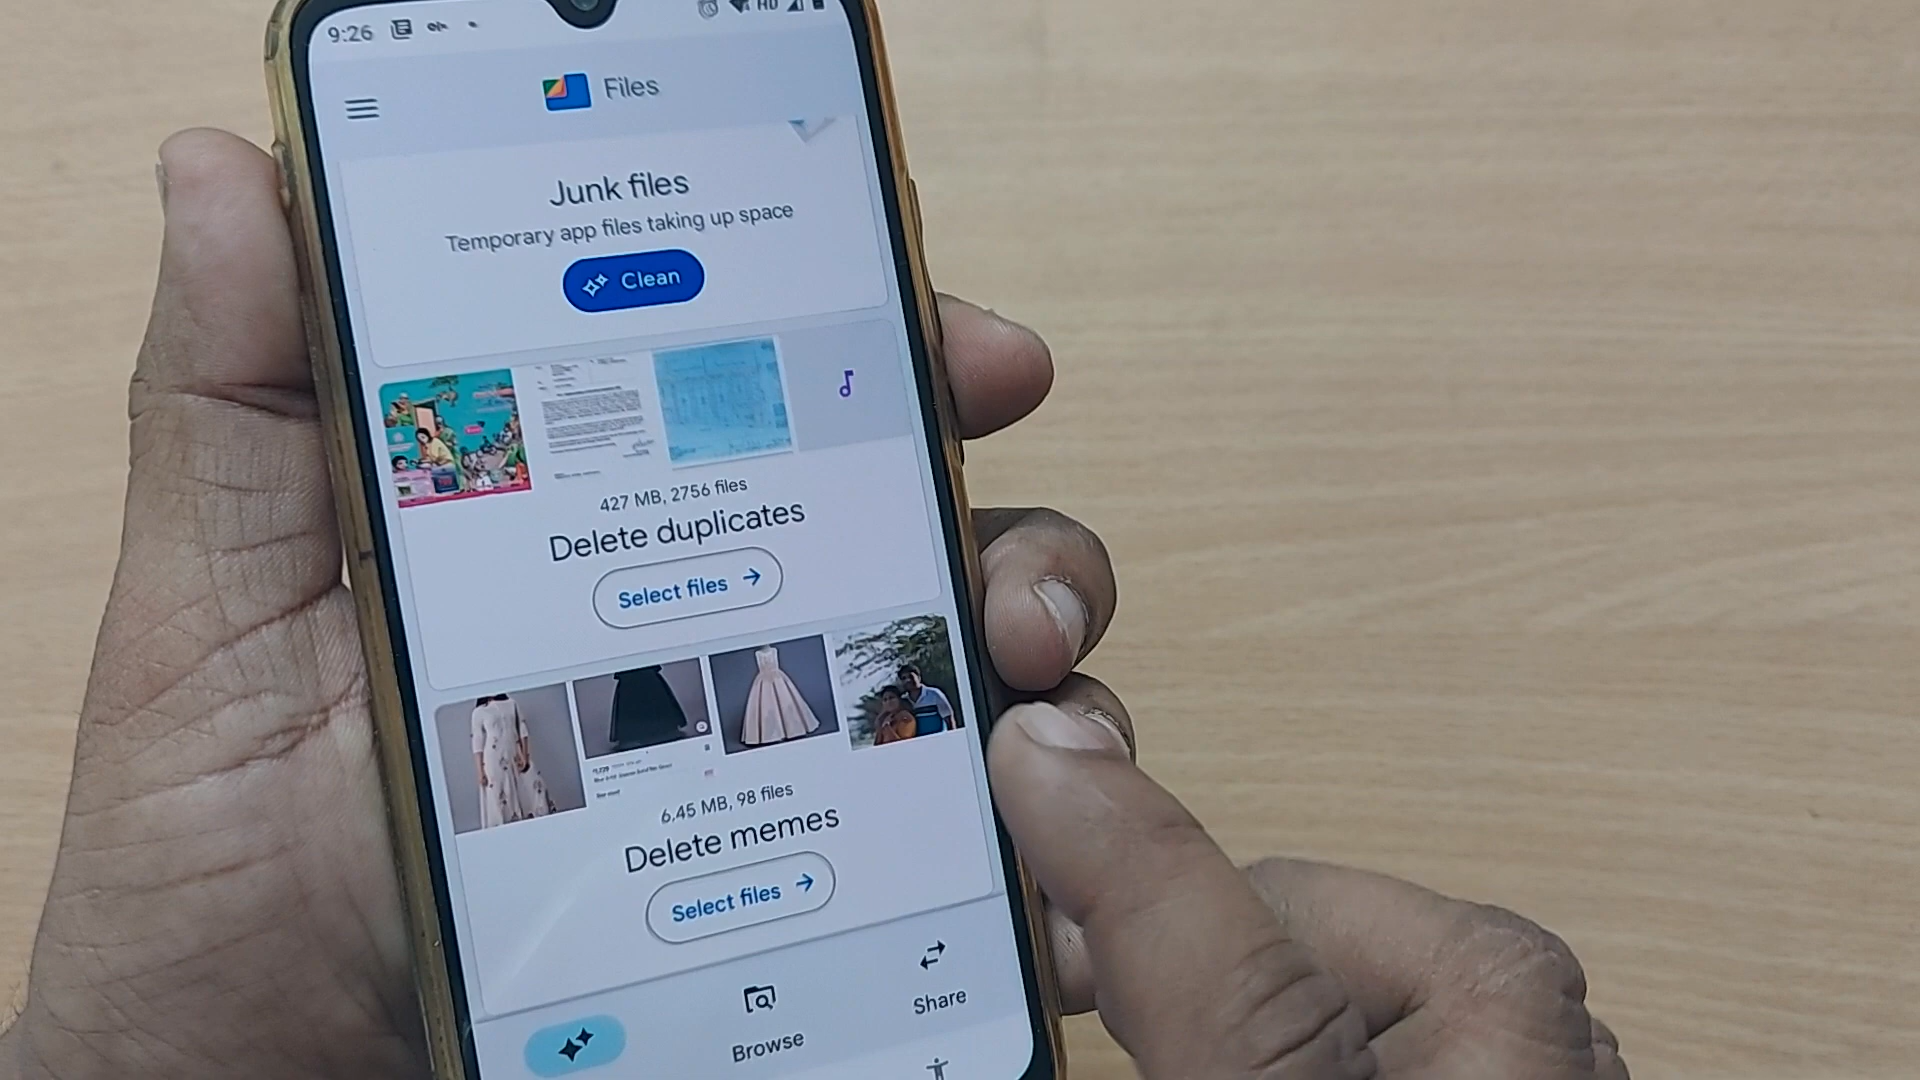 9:26
HD
Files
Junk files
Temporary app files taking up space
Clean
427 MB, 2756 files
Delete duplicates
Select files
6.45 MB, 98 files
Delete memes
Select files
Browse
Share